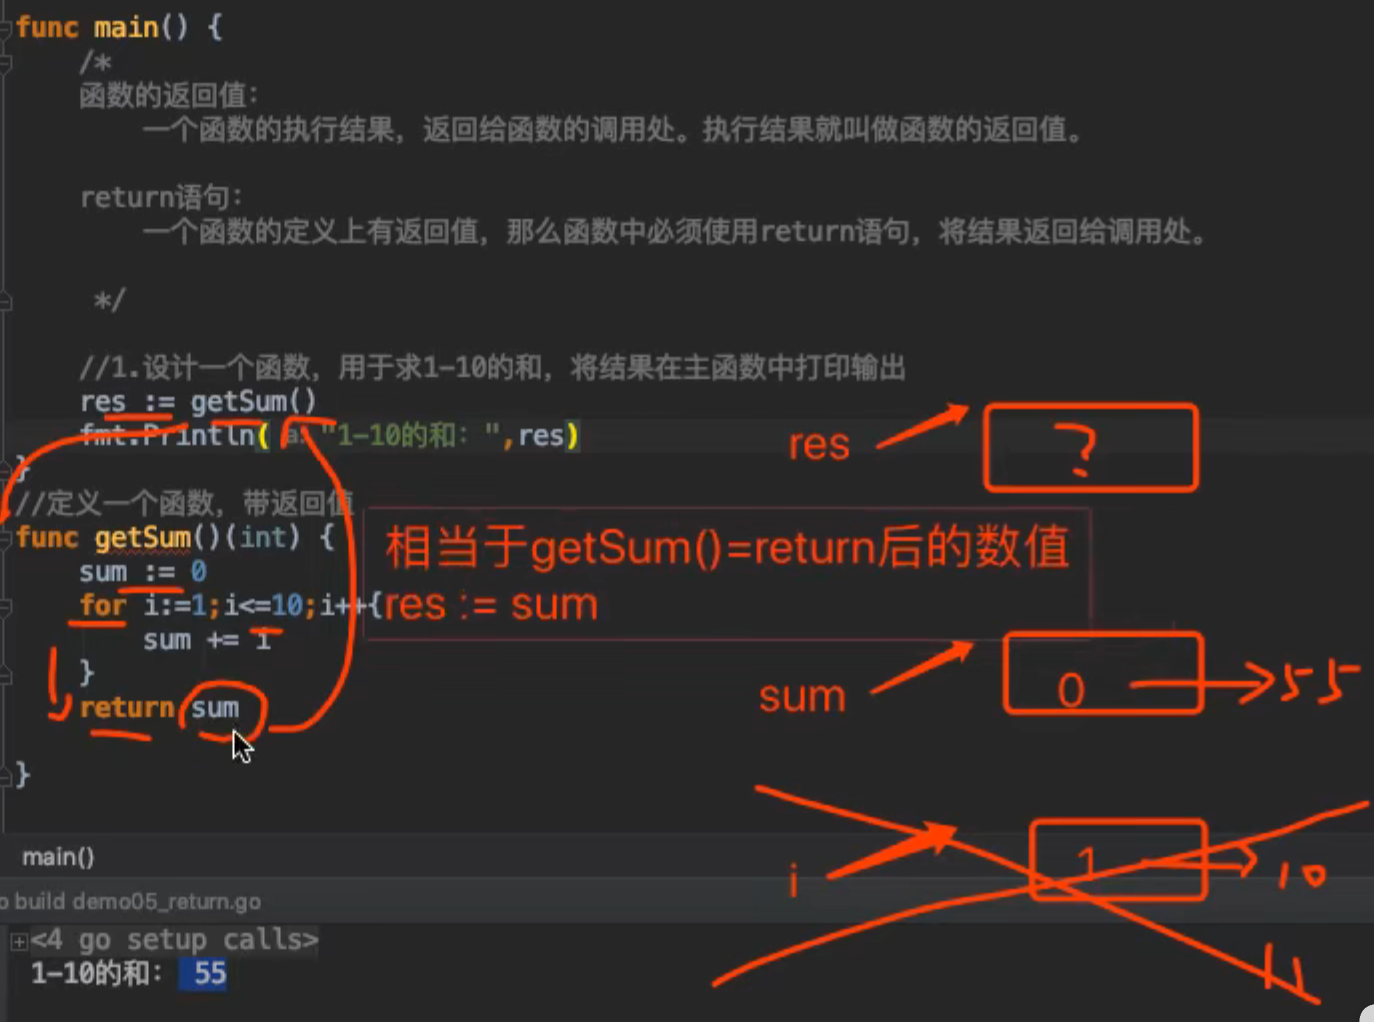 func main() {
/*
函数的返回值：
一个函数的执行结果，返回给函数的调用处。执行结果就叫做函数的返回值。
return语句：
一个函数的定义上有返回值，那么函数中必须使用return语句，将结果返回给调用处。
*/
//1.设计一个函数，用于求1-10的和，将结果在主函数中打印输出
res := getSum()
fmt.Println( a: "1-10的和：",res)
}
//定义一个函数，带返回值
func getSum()(int) {
sum := 0
for i:=1;i<=10;i++{
sum += i
}
return sum
}
res
?
相当于getSum()=return后的数值
res := sum
sum
0
55
i
1
10
11
main()
o build demo05_return.go
<4 go setup calls>
1-10的和： 55